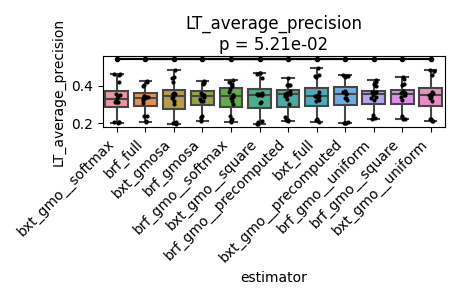 LT_average_precision
p = 5.21e-02
LT_average_precision
0.4
0.2
bxt_gmo__softmax
brf_full
bxt_gmosa
brf_gmosa
brf_gmo__softmax
bxt_gmo__square
brf_gmo__precomputed
bxt_full
bxt_gmo__precomputed
brf_gmo__uniform
brf_gmo__square
bxt_gmo__uniform
estimator